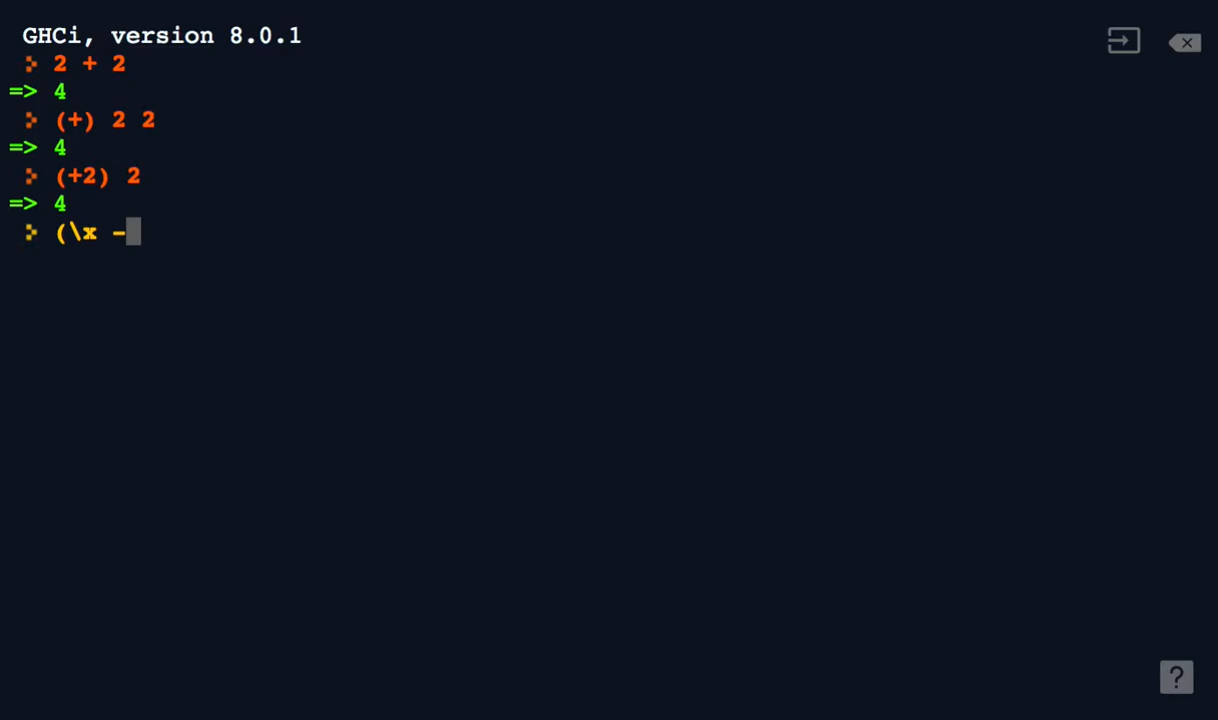 GHCi, version 8.0.1
> 2 + 2
=> 4
> (+) 2 2
=> 4
> (+2) 2
=> 4
> (\x -
?